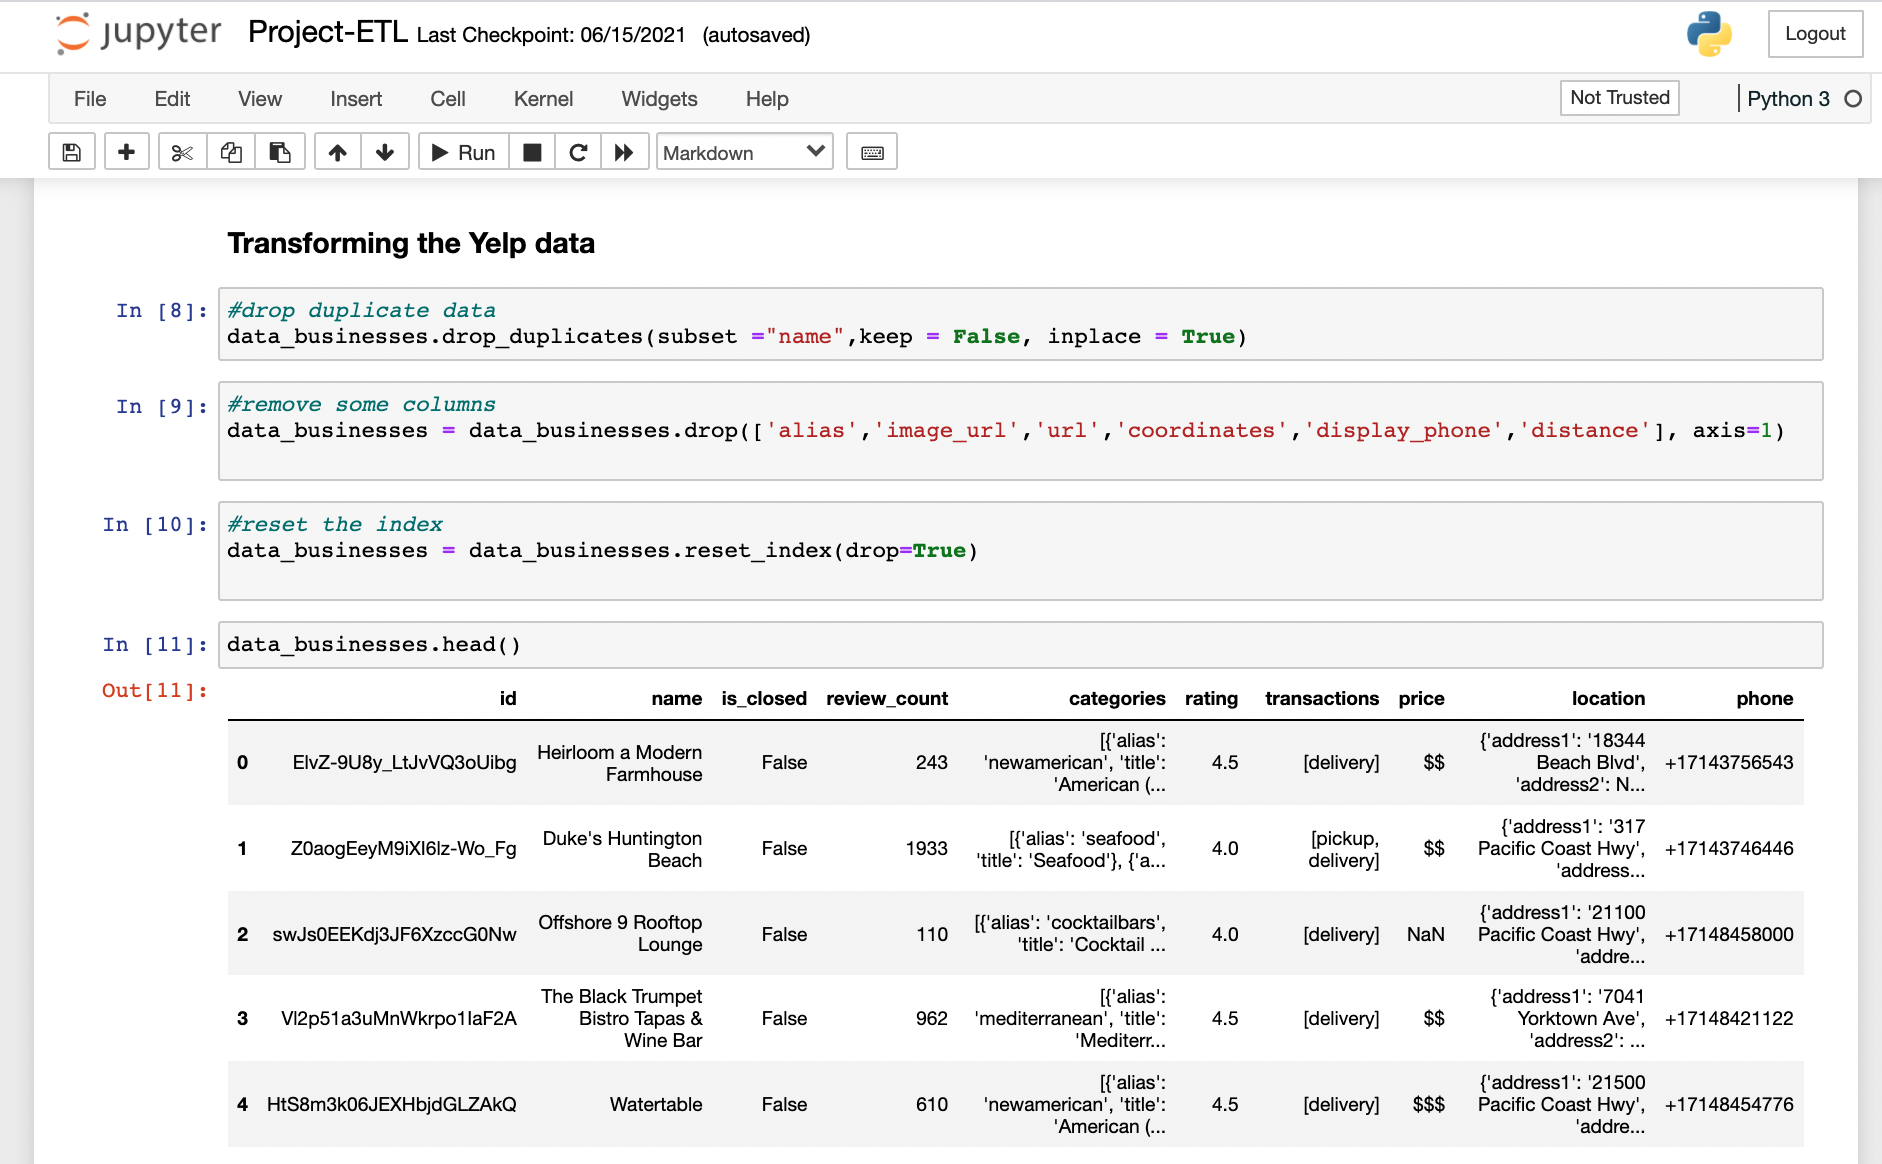 jupyter Project-ETL Last Checkpoint: 06/15/2021 (autosaved) Logout
File Edit View Insert Cell Kernel Widgets Help Not Trusted Python 3
Run Markdown
Transforming the Yelp data
In [8]: #drop duplicate data
data_businesses.drop_duplicates(subset ="name",keep = False, inplace = True)
In [9]: #remove some columns
data_businesses = data_businesses.drop(['alias','image_url','url','coordinates','display_phone','distance'], axis=1)
In [10]: #reset the index
data_businesses = data_businesses.reset_index(drop=True)
In [11]: data_businesses.head()
Out[11]:
id name is_closed review_count categories rating transactions price location phone
[{'alias': {'address1': '18344
0 ElvZ-9U8y_LtJvVQ3oUibg Heirloom a Modern Farmhouse False 243 'newamerican', 'title': 4.5 [delivery] $$ Beach Blvd', +17143756543
'American (... 'address2': N...
{'address1': '317
1 Z0aogEeyM9iXI6lz-Wo_Fg Duke's Huntington Beach False 1933 [{'alias': 'seafood', 'title': 'Seafood'}, {'a... 4.0 [pickup, delivery] $$ Pacific Coast Hwy', +17143746446
'address...
{'address1': '21100
2 swJs0EEKdj3JF6XzccG0Nw Offshore 9 Rooftop Lounge False 110 [{'alias': 'cocktailbars', 'title': 'Cocktail ... 4.0 [delivery] NaN Pacific Coast Hwy', +17148458000
'addre...
The Black Trumpet [{'alias': {'address1': '7041
3 Vl2p51a3uMnWkrpo1IaF2A Bistro Tapas & False 962 'mediterranean', 'title': 4.5 [delivery] $$ Yorktown Ave', +17148421122
Wine Bar 'Mediterr... 'address2': ...
[{'alias': {'address1': '21500
4 HtS8m3k06JEXHbjdGLZAkQ Watertable False 610 'newamerican', 'title': 4.5 [delivery] $$$ Pacific Coast Hwy', +17148454776
'American (... 'addre...